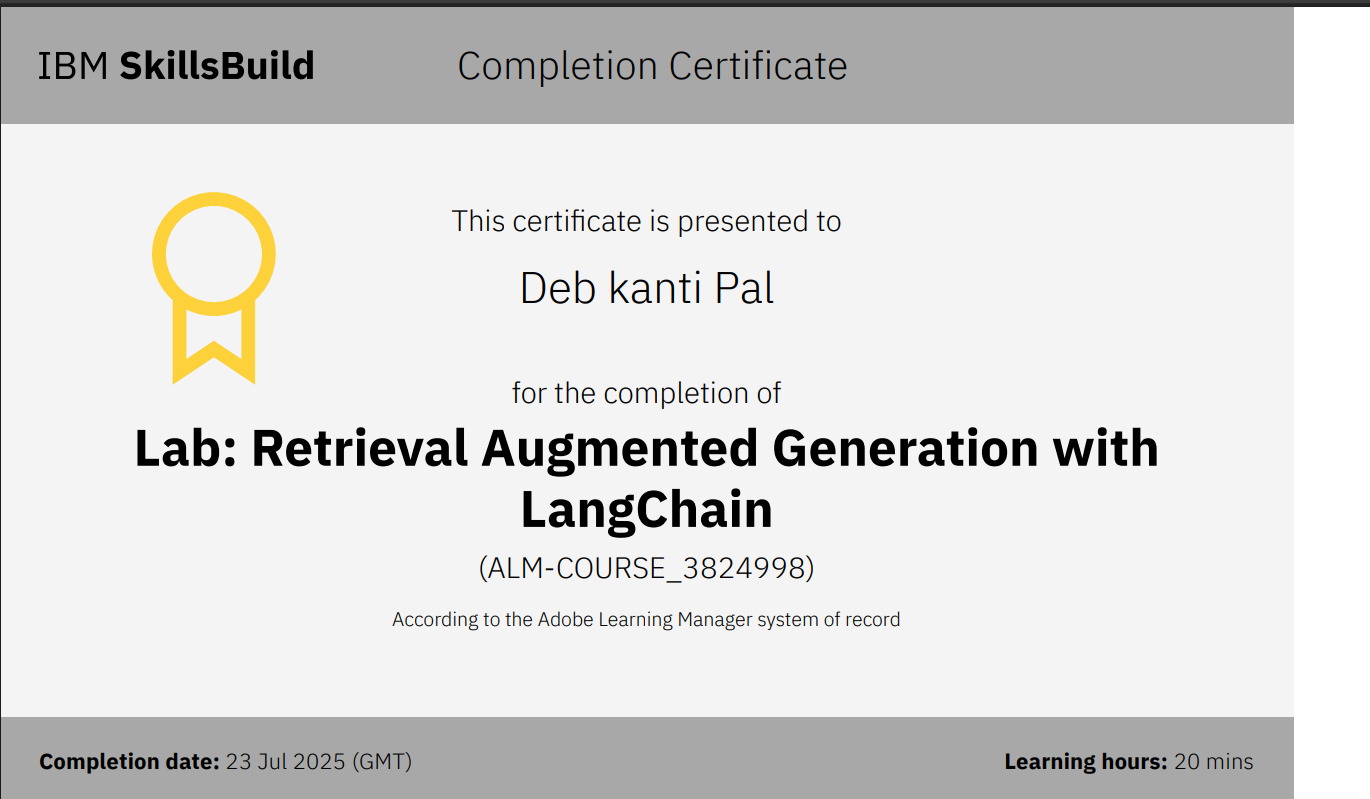 IBM SkillsBuild
Completion Certificate
This certificate is presented to
Deb kanti Pal
for the completion of
Lab: Retrieval Augmented Generation with
LangChain
(ALM-COURSE_3824998)
According to the Adobe Learning Manager system of record
Completion date: 23 Jul 2025 (GMT)
Learning hours: 20 mins